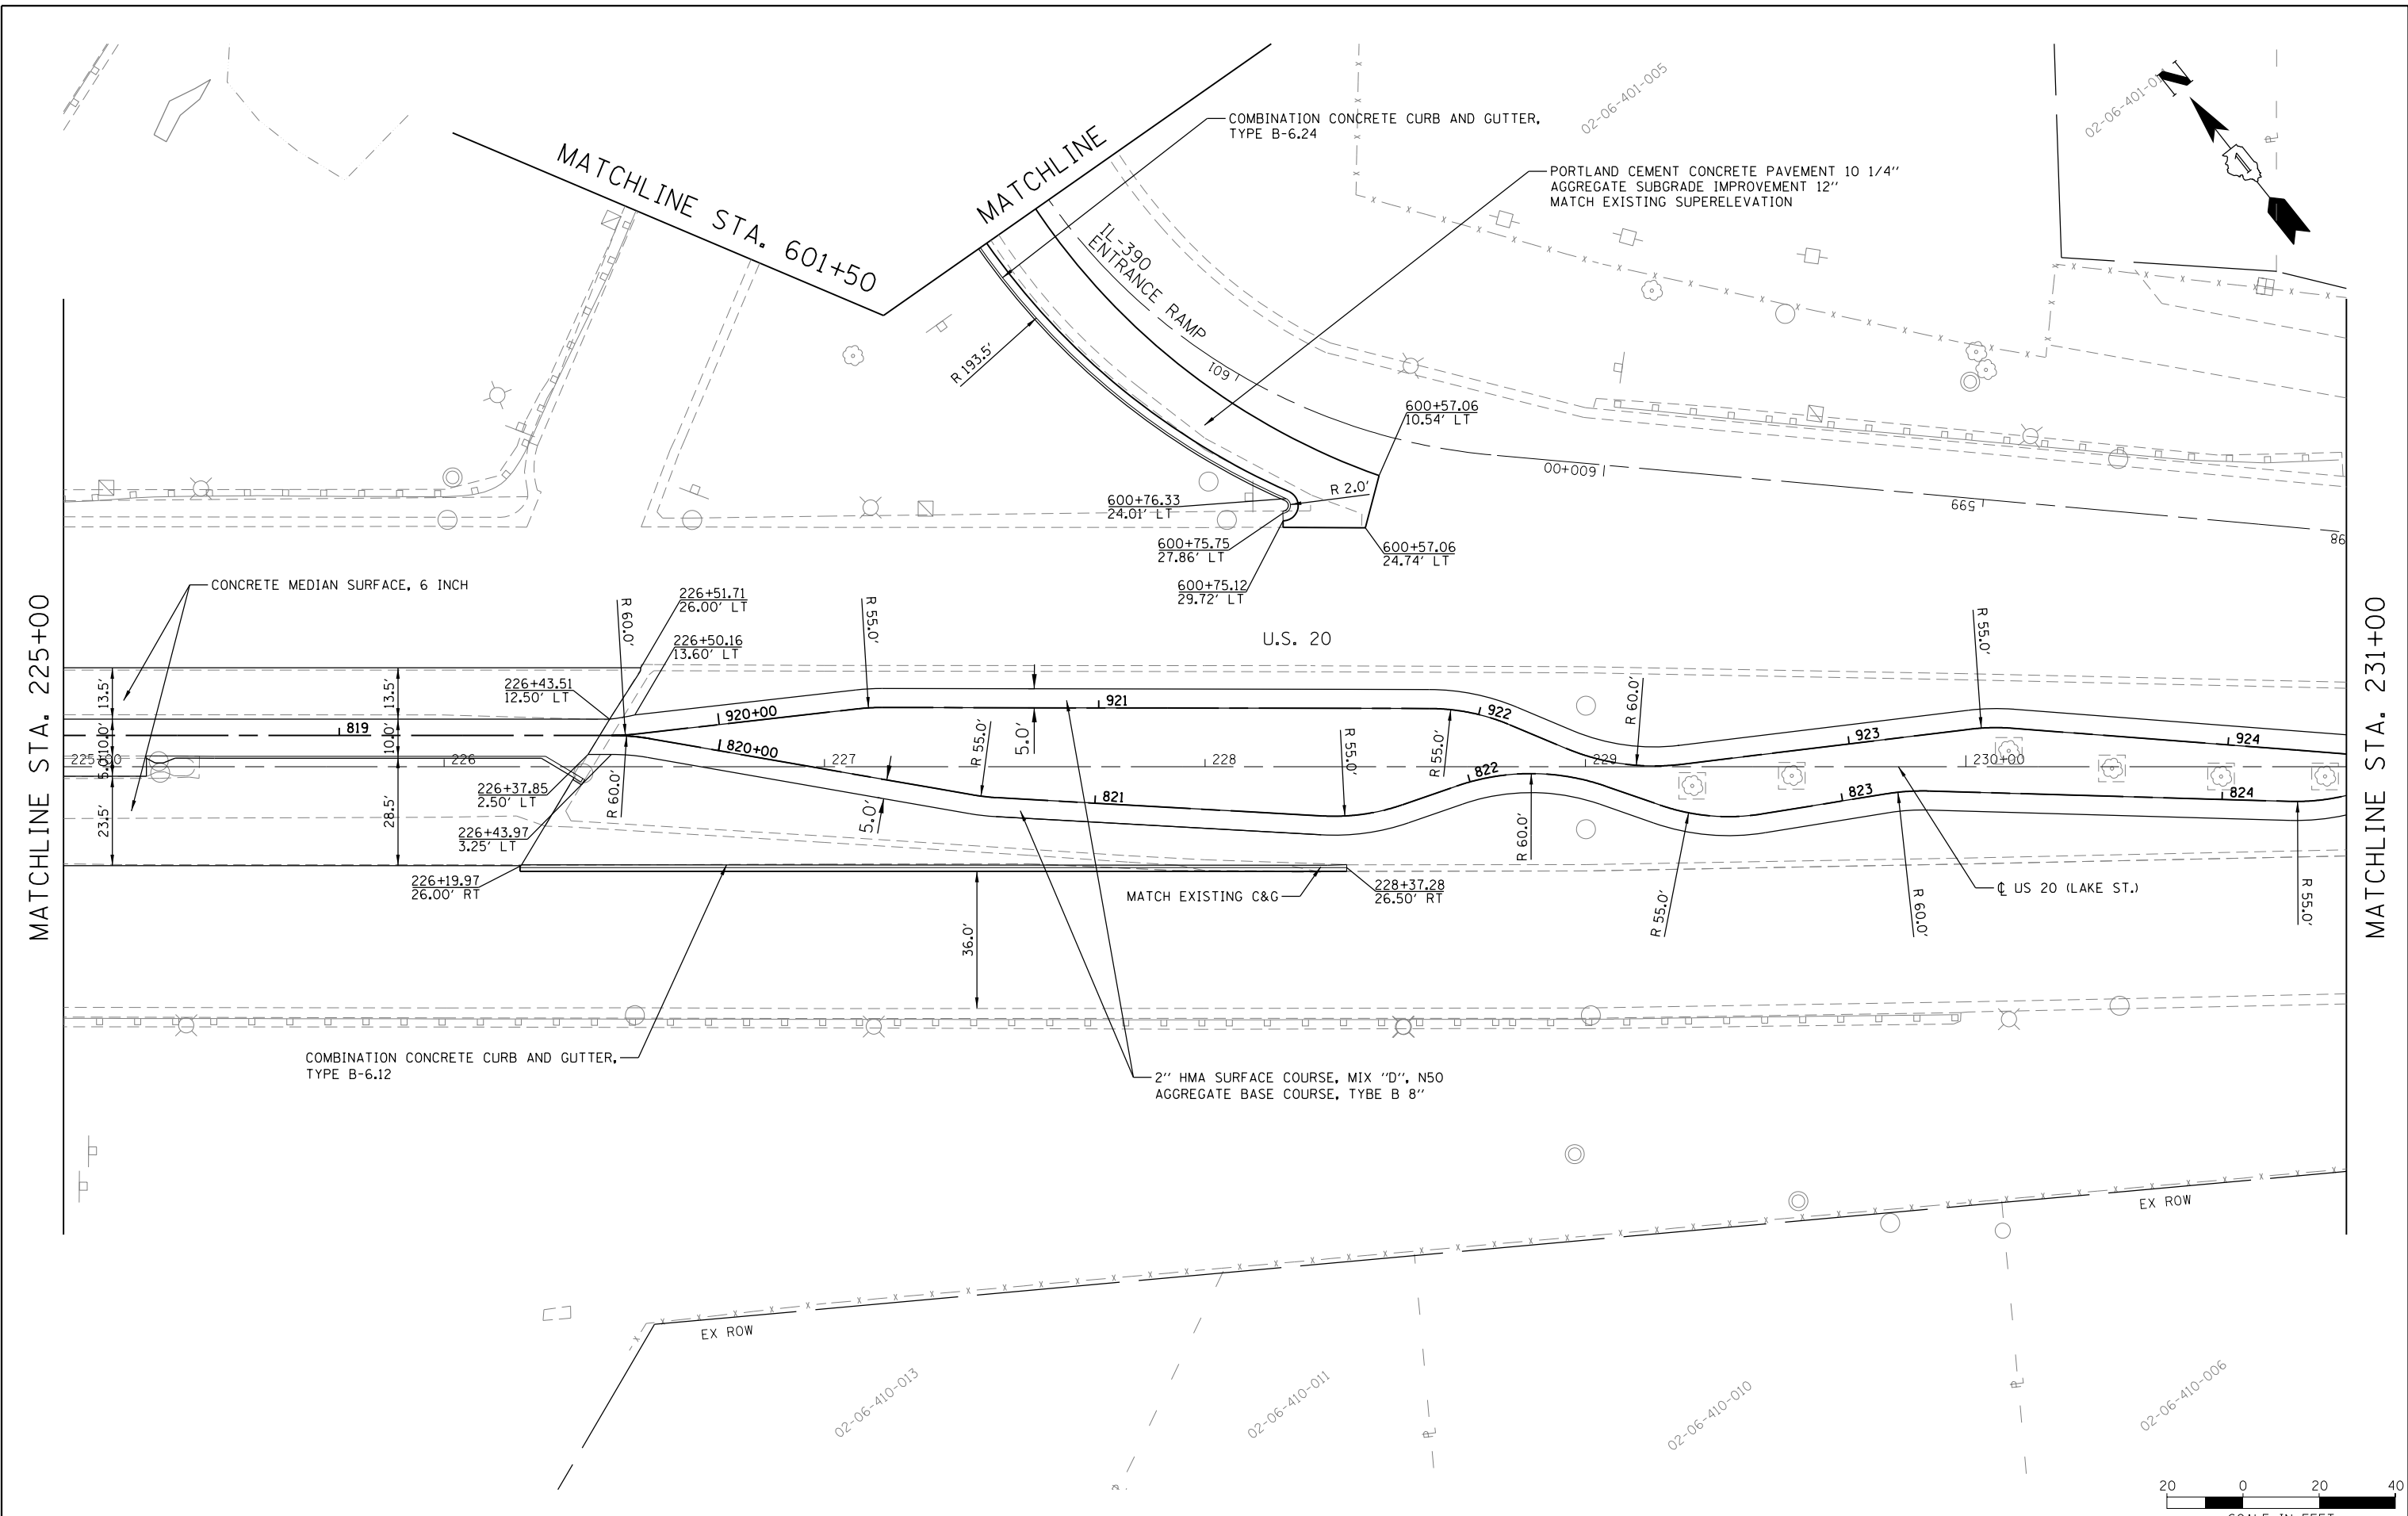 COMBINATION CONCRETE CURB AND GUTTER,
TYPE B-6.24
02-06-401-005
N
MATCHLINE STA. 601+50
MATCHLINE
PORTLAND CEMENT CONCRETE PAVEMENT 10 1/4"
AGGREGATE SUBGRADE IMPROVEMENT 12"
MATCH EXISTING SUPERELEVATION
IL-390
ENTRANCE RAMP
R 193.5'
601
600+57.06
10.54' LT
600+00
599
98
R 2.0'
600+76.33
24.01' LT
600+75.75
27.86' LT
600+57.06
24.74' LT
600+75.12
29.72' LT
CONCRETE MEDIAN SURFACE, 6 INCH
226+51.71
26.00' LT
226+50.16
13.60' LT
226+43.51
12.50' LT
U.S. 20
MATCHLINE STA. 225+00
MATCHLINE STA. 231+00
R 60.0'
R 55.0'
R 60.0'
R 55.0'
13.5'
13.5'
10.0'
10.0'
5.0'
23.5'
28.5'
819
920+00
921
922
923
924
5.0'
R 55.0'
R 55.0'
R 55.0'
226
227
228
229
230+00
820+00
821
822
823
824
R 60.0'
5.0'
R 60.0'
R 55.0'
R 60.0'
R 55.0'
226+37.85
2.50' LT
226+43.97
3.25' LT
226+19.97
26.00' RT
MATCH EXISTING C&G
228+37.28
26.50' RT
℄ US 20 (LAKE ST.)
36.0'
COMBINATION CONCRETE CURB AND GUTTER,
TYPE B-6.12
2" HMA SURFACE COURSE, MIX "D", N50
AGGREGATE BASE COURSE, TYBE B 8"
EX ROW
EX ROW
02-06-410-013
02-06-410-011
02-06-410-010
02-06-410-006
20 0 20 40